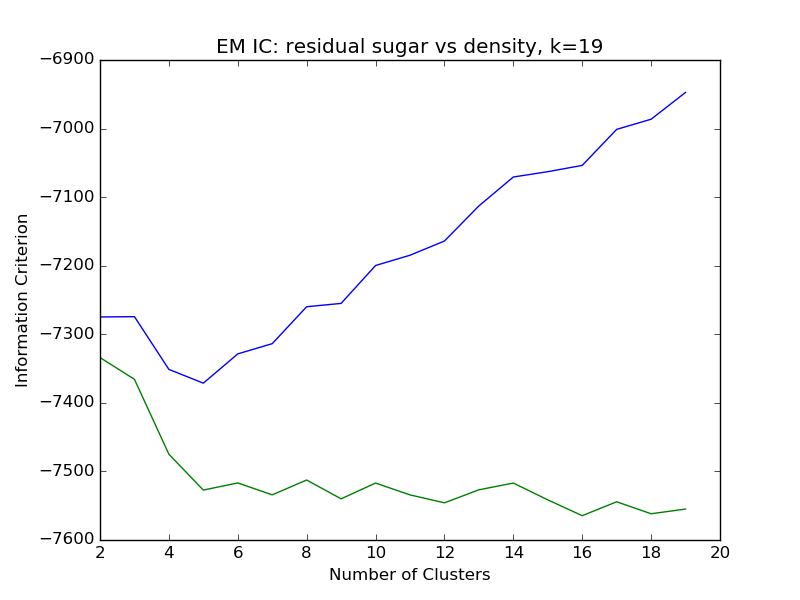 EM IC: residual sugar vs density, k=19
−6900
−7000
−7100
−7200
−7300
−7400
−7500
−7600
Information Criterion
2 4 6 8 10 12 14 16 18 20
Number of Clusters